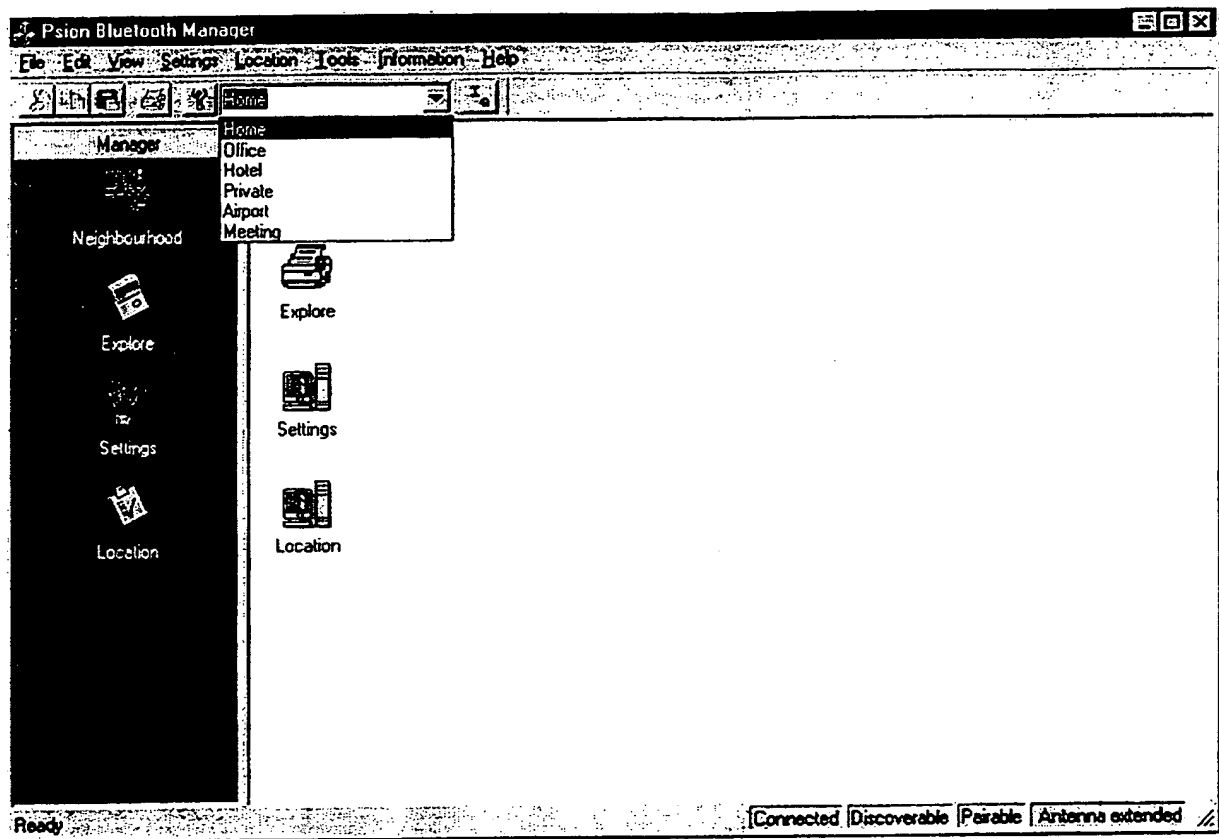 Psion Bluetooth Manager
File Edit View Settings Location Tools Information Help
Home
Manager
Home
Office
Hotel
Private
Airport
Meeting
Neighbourhood
Explore
Explore
Settings
Settings
Location
Location
Ready Connected Discoverable Pairable Antenna extended